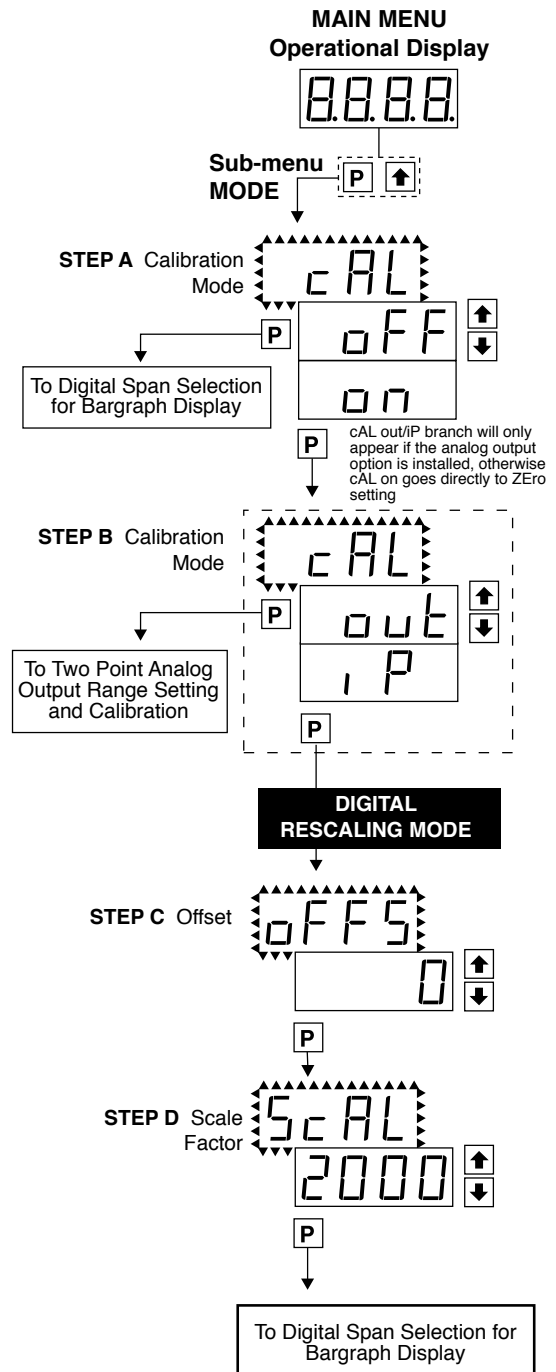 MAIN MENU
Operational Display
8.8.8.8.
Sub-menu
MODE
P
STEP A Calibration
Mode
cAL
P
oFF
on
To Digital Span Selection
for Bargraph Display
P
cAL out/iP branch will only
appear if the analog output
option is installed, otherwise
cAL on goes directly to ZEro
setting
STEP B Calibration
Mode
cAL
P
out
iP
To Two Point Analog
Output Range Setting
and Calibration
P
DIGITAL
RESCALING MODE
STEP C Offset
oFFS
0
P
STEP D Scale
Factor
ScAL
2000
P
To Digital Span Selection for
Bargraph Display